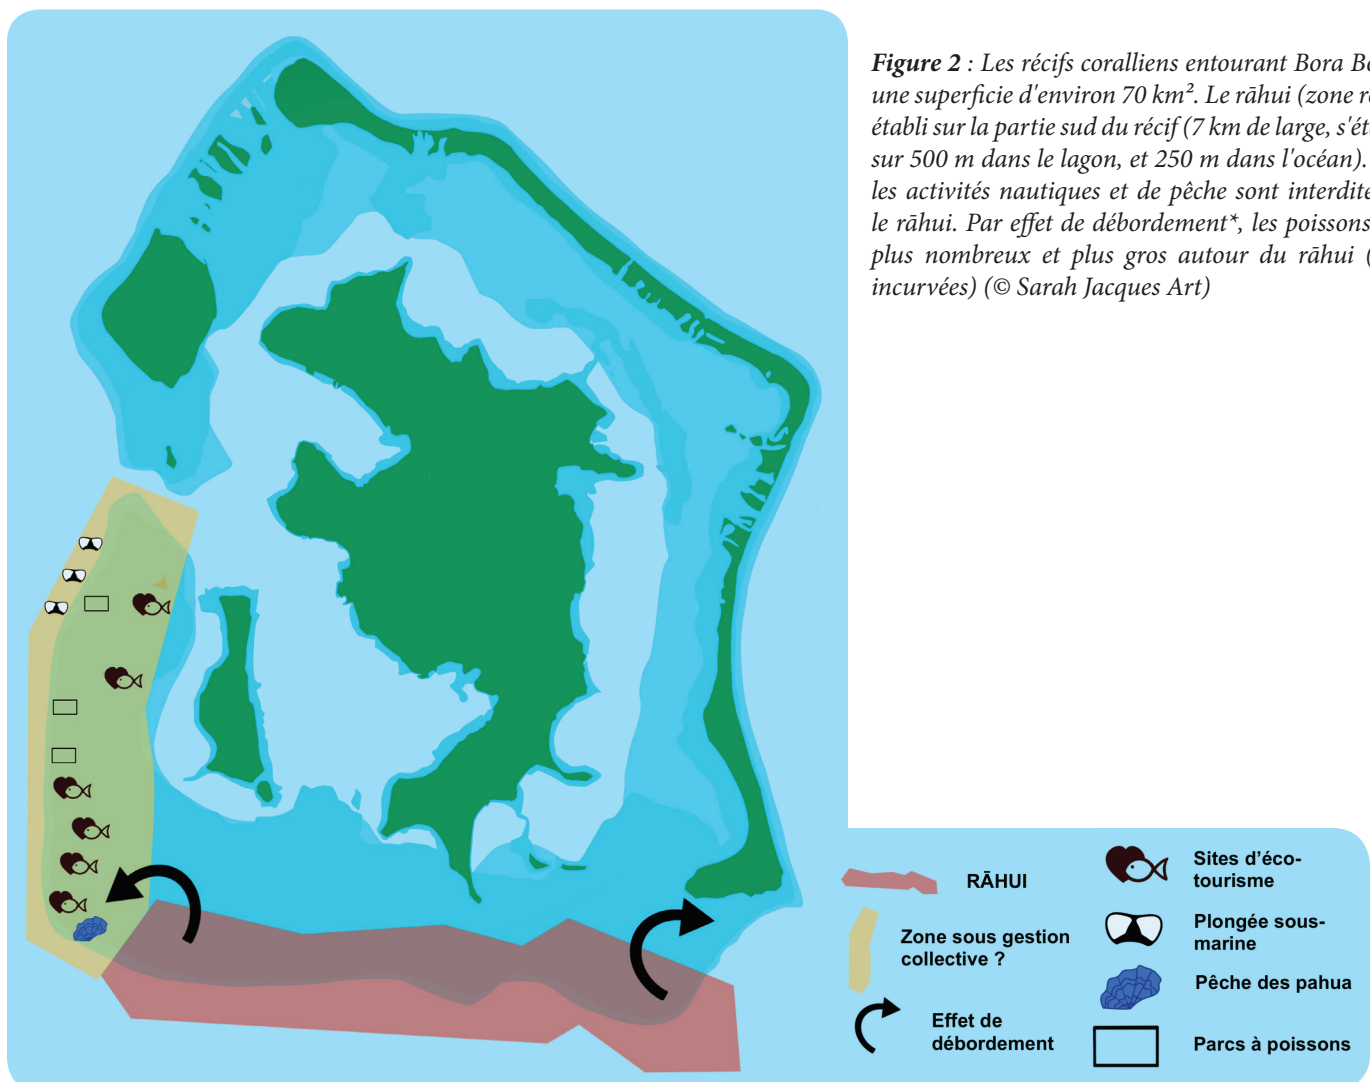 Figure 2 : Les récifs coralliens entourant Bora
une superficie d'environ 70 km². Le rāhui (zone
établi sur la partie sud du récif (7 km de large,
sur 500 m dans le lagon, et 250 m dans l'océan).
les activités nautiques et de pêche sont
le rāhui. Par effet de débordement*, les poissons
plus nombreux et plus gros autour du rāhui
incurvées) (© Sarah Jacques Art)
RĀHUI
Zone sous gestion
collective ?
Effet de
débordement
Sites d'éco-
tourisme
Plongée sous-
marine
Pêche des pahua
Parcs à poissons